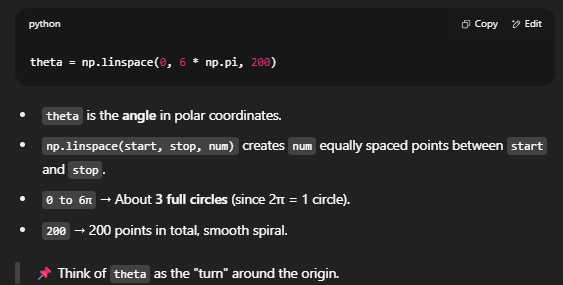 python Copy Edit
theta = np.linspace(0, 6 * np.pi, 200)
• theta is the angle in polar coordinates.
• np.linspace(start, stop, num) creates num equally spaced points between start
and stop.
• 0 to 6π → About 3 full circles (since 2π = 1 circle).
• 200 → 200 points in total, smooth spiral.
📌 Think of theta as the "turn" around the origin.